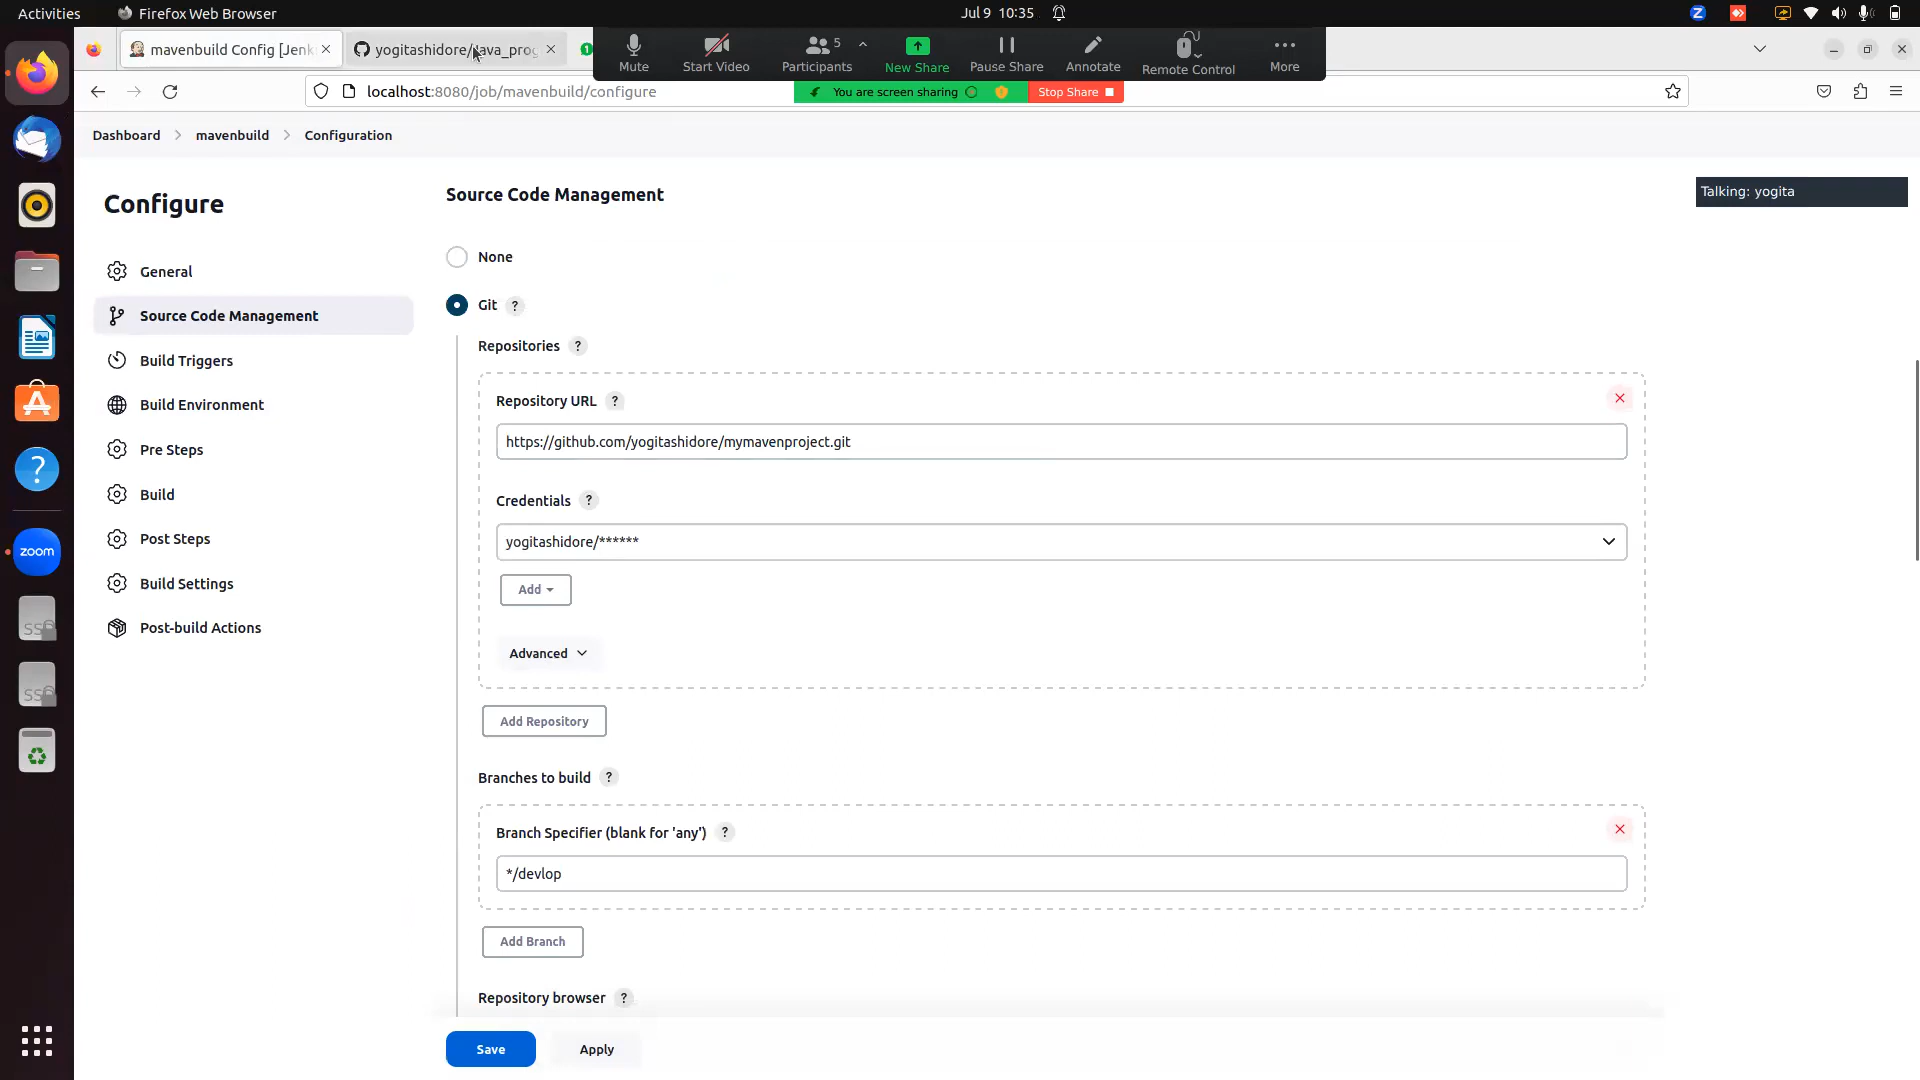 Activities
Firefox Web Browser
Jul 9 10:35
mavenbuild Config [Jenk
yogitashidore/java_prog
1
Mute
Start Video
Participants
5
New Share
Pause Share
Annotate
Remote Control
More
localhost:8080/job/mavenbuild/configure
You are screen sharing
Stop Share
Dashboard
mavenbuild
Configuration
Talking: yogita
Configure
General
Source Code Management
Build Triggers
Build Environment
Pre Steps
Build
Post Steps
Build Settings
Post-build Actions
Source Code Management
None
Git ?
Repositories ?
Repository URL ?
https://github.com/yogitashidore/mymavenproject.git
Credentials ?
yogitashidore/******
Add
Advanced
Add Repository
Branches to build ?
Branch Specifier (blank for 'any') ?
*/devlop
Add Branch
Repository browser ?
Save
Apply
zoom